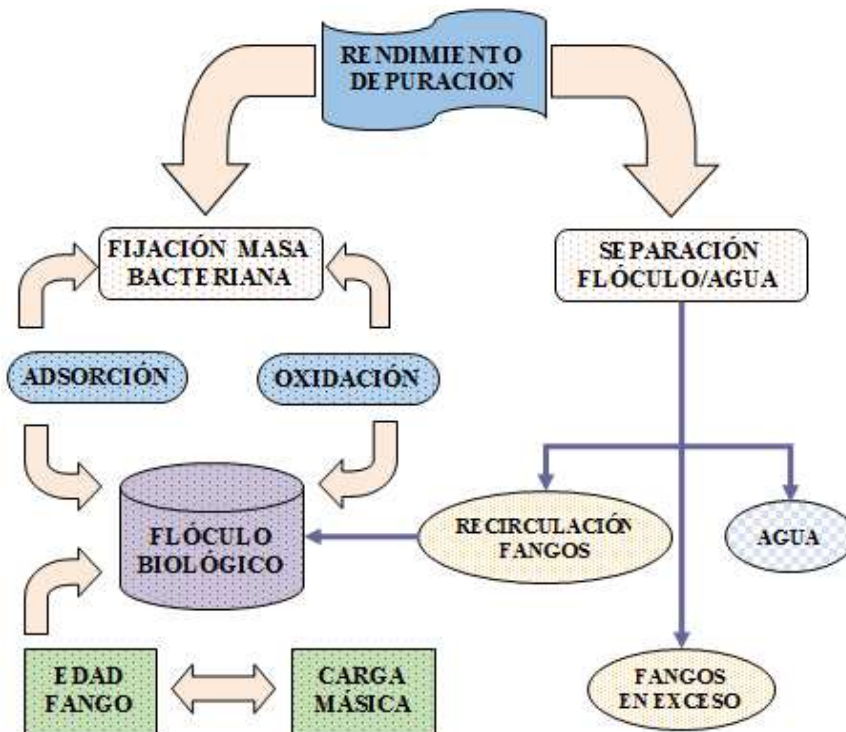 RENDIMIENTO
DEPURACIÓN
FIJACIÓN MASA
BACTERIANA
SEPARACIÓN
FLÓCULO/AGUA
ADSORCIÓN
OXIDACIÓN
FLÓCULO
BIOLÓGICO
RECIRCULACIÓN
FANGOS
AGUA
EDAD
FANGO
CARGA
MÁSICA
FANGOS
EN EXCESO